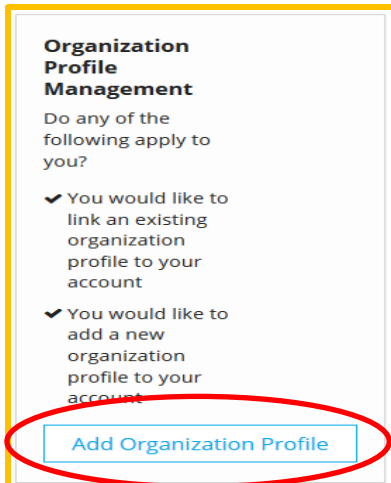 Organization
Profile
Management
Do any of the
following apply to
you?
✔ You would like to
link an existing
organization
profile to your
account
✔ You would like to
add a new
organization
profile to your
account
Add Organization Profile